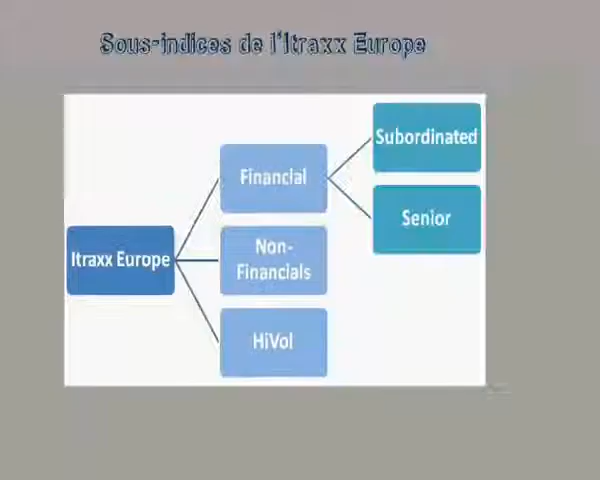 Sous-indices de l'Itraxx Europe
Subordinated
Financial
Senior
Itraxx Europe
Non-
Financials
HiVol